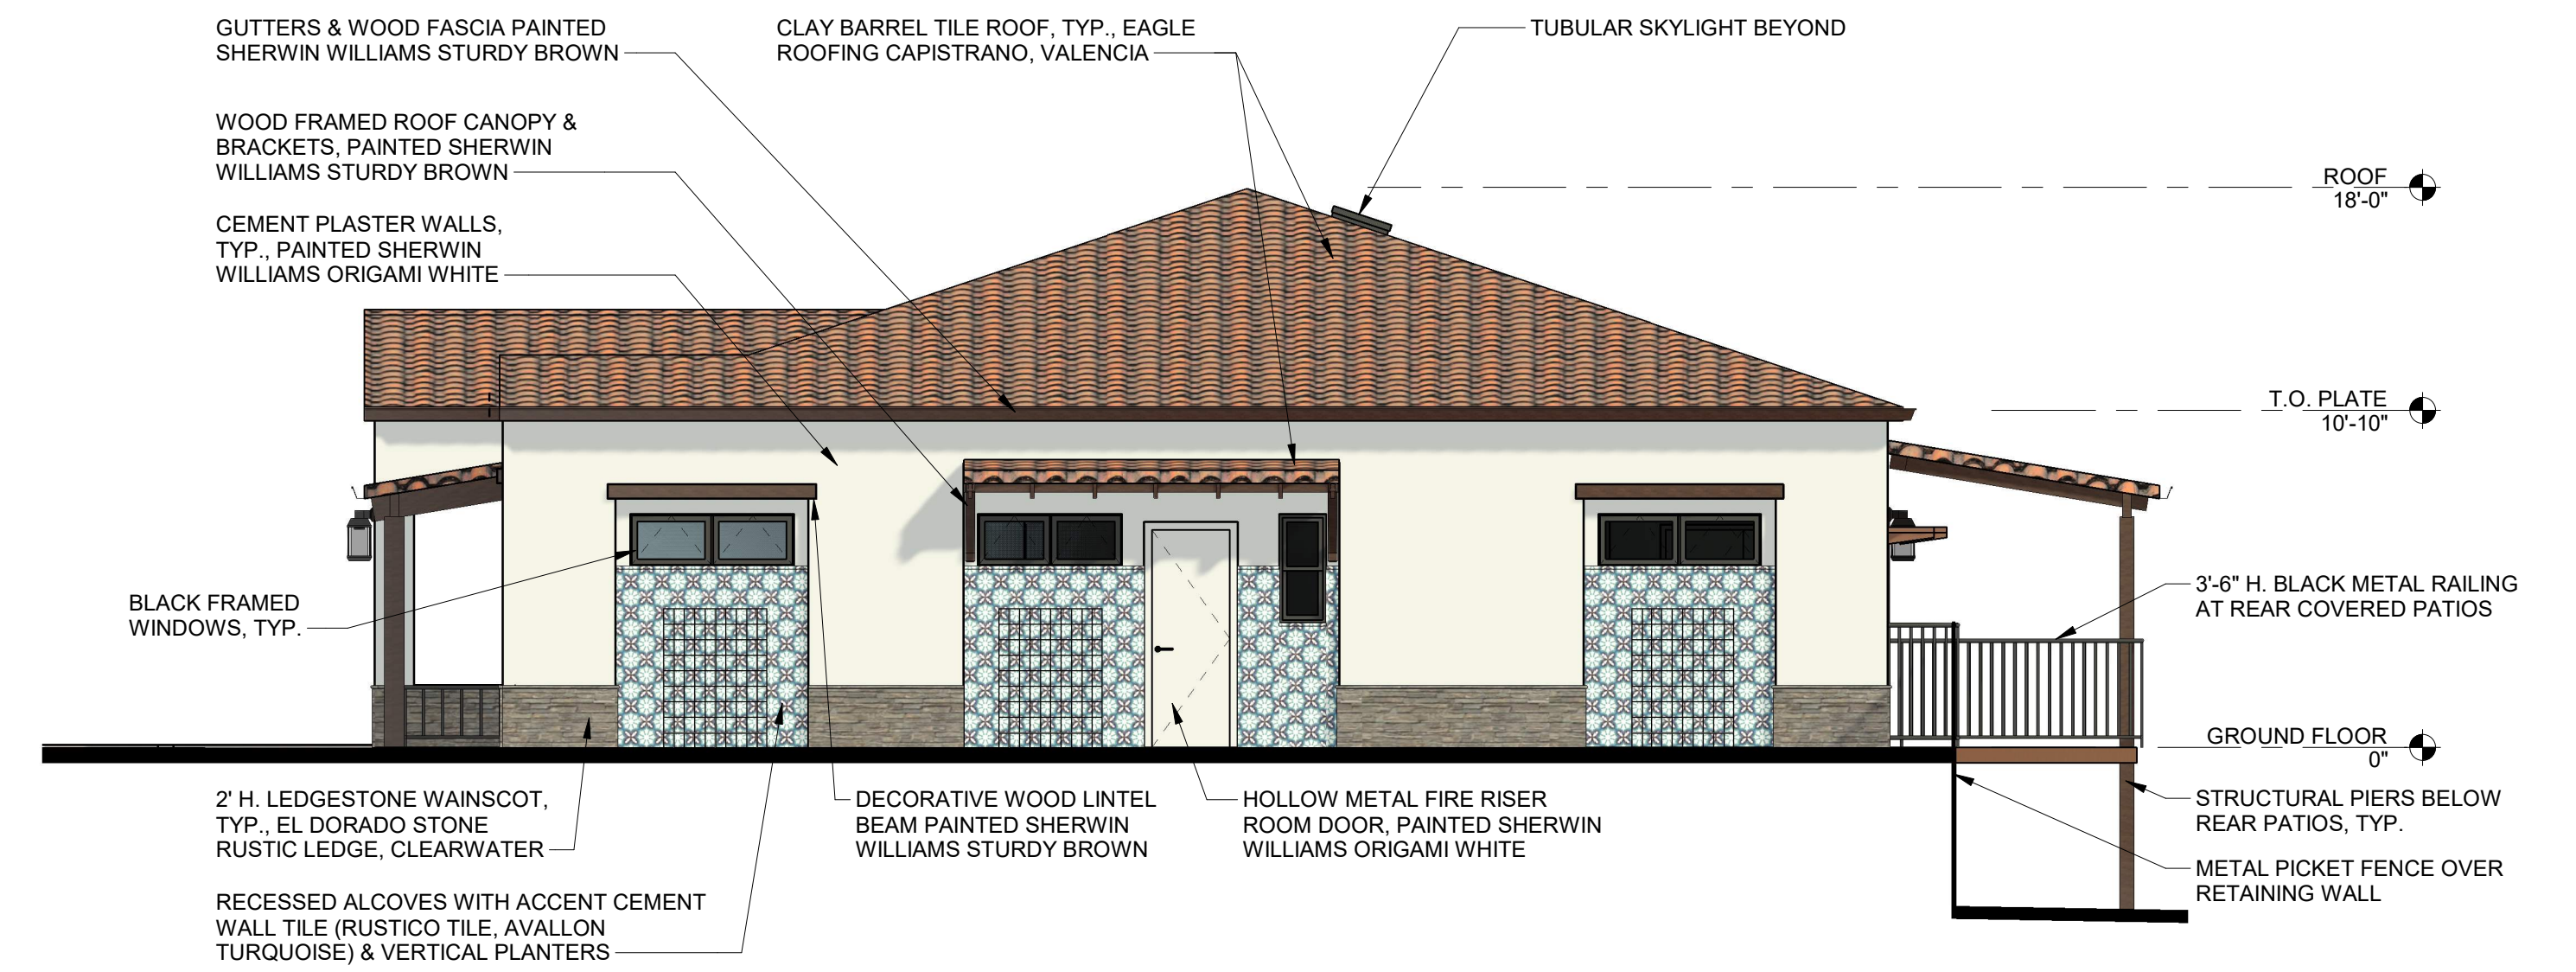 GUTTERS & WOOD FASCIA PAINTED
SHERWIN WILLIAMS STURDY BROWN
CLAY BARREL TILE ROOF, TYP., EAGLE
ROOFING CAPISTRANO, VALENCIA
TUBULAR SKYLIGHT BEYOND
WOOD FRAMED ROOF CANOPY &
BRACKETS, PAINTED SHERWIN
WILLIAMS STURDY BROWN
CEMENT PLASTER WALLS,
TYP., PAINTED SHERWIN
WILLIAMS ORIGAMI WHITE
ROOF
18'-0"
T.O. PLATE
10'-10"
BLACK FRAMED
WINDOWS, TYP.
3'-6" H. BLACK METAL RAILING
AT REAR COVERED PATIOS
GROUND FLOOR
0"
2' H. LEDGESTONE WAINSCOT,
TYP., EL DORADO STONE
RUSTIC LEDGE, CLEARWATER
DECORATIVE WOOD LINTEL
BEAM PAINTED SHERWIN
WILLIAMS STURDY BROWN
HOLLOW METAL FIRE RISER
ROOM DOOR, PAINTED SHERWIN
WILLIAMS ORIGAMI WHITE
STRUCTURAL PIERS BELOW
REAR PATIOS, TYP.
METAL PICKET FENCE OVER
RETAINING WALL
RECESSED ALCOVES WITH ACCENT CEMENT
WALL TILE (RUSTICO TILE, AVALLON
TURQUOISE) & VERTICAL PLANTERS